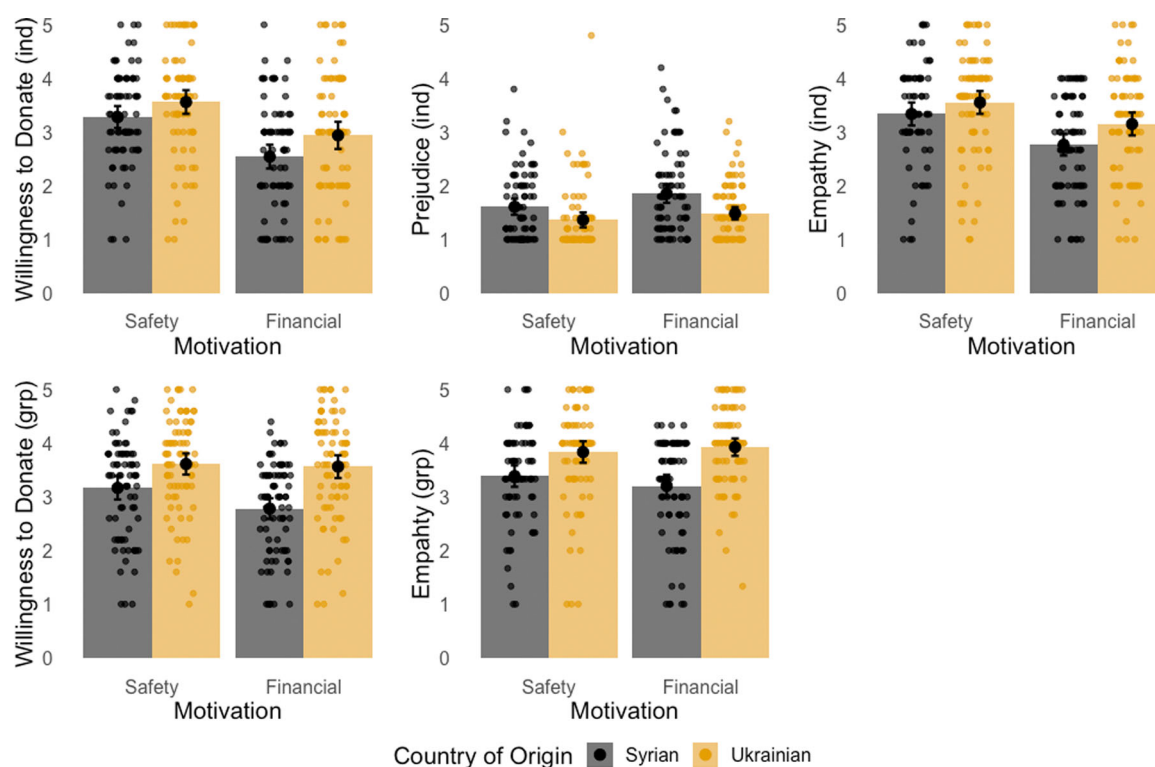 Willingness to Donate (ind)
5
4
3
2
1
0
Safety
Financial
Motivation
Prejudice (ind)
5
4
3
2
1
0
Safety
Financial
Motivation
Empathy (ind)
5
4
3
2
1
0
Safety
Financial
Motivation
Willingness to Donate (grp)
5
4
3
2
1
0
Safety
Financial
Motivation
Empahty (grp)
5
4
3
2
1
0
Safety
Financial
Motivation
Country of Origin Syrian Ukrainian